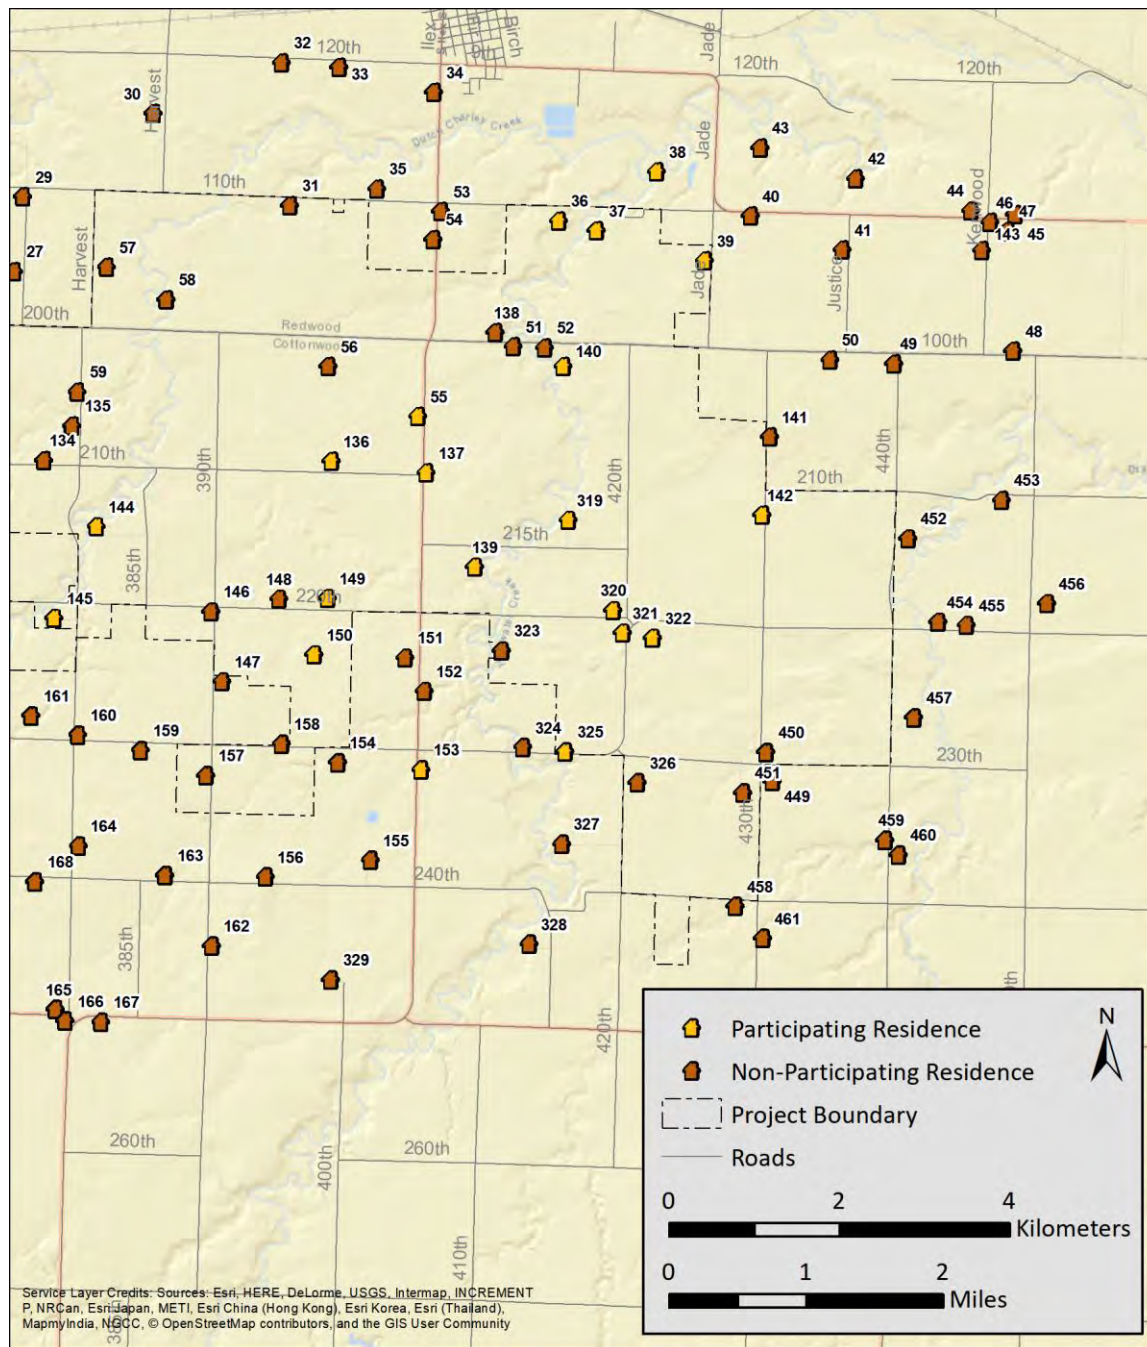 32
120th
33
Ilex
S Ilex S
Fir
9th
Birch
34
Jade
120th
120th
30
Harvest
Dutch Charley Creek
43
38
Jade
42
29
110th
31
35
53
54
36
37
40
39
Jade
41
Justice
44
Kenwood
46
47
45
143
27
Harvest
57
58
200th
Redwood
Cottonwood
56
138
51
52
140
50
49
100th
48
59
135
134
210th
390th
136
55
137
141
440th
210th
453
144
385th
319
420th
215th
142
452
139
Creek
145
146
148
149
220th
320
321
322
454
455
456
150
151
323
147
152
161
160
159
158
154
157
153
324
325
326
450
451
449
430th
457
230th
164
168
163
156
155
240th
327
459
460
458
461
385th
162
329
328
165
166
167
420th
260th
400th
260th
410th
380th
Participating Residence
N
Non-Participating Residence
Project Boundary
Roads
0 2 4
Kilometers
0 1 2
Miles
Service Layer Credits: Sources: Esri, HERE, DeLorme, USGS, Intermap, INCREMENT
P, NRCan, Esri Japan, METI, Esri China (Hong Kong), Esri Korea, Esri (Thailand),
MapmyIndia, NGCC, © OpenStreetMap contributors, and the GIS User Community